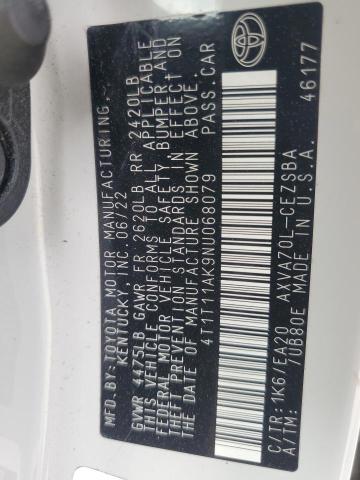 MFD.BY:TOYOTA MOTOR MANUFACTURING,
KENTUCKY, INC. 06/22
GVWR 4475LB GAWR FR 2620LB RR 2420LB
THIS VEHICLE CONFORMS TO ALL APPLICABLE
FEDERAL MOTOR VEHICLE SAFETY, BUMPER, AND
THEFT PREVENTION STANDARDS IN EFFECT ON
THE DATE OF MANUFACTURE SHOWN ABOVE.
4T1T11AK9NU068079 PASS.CAR
C/TR:1K6/EA20 AXVA70L-CEZSBA
A/TM: /UB80E MADE IN U.S.A. 46177